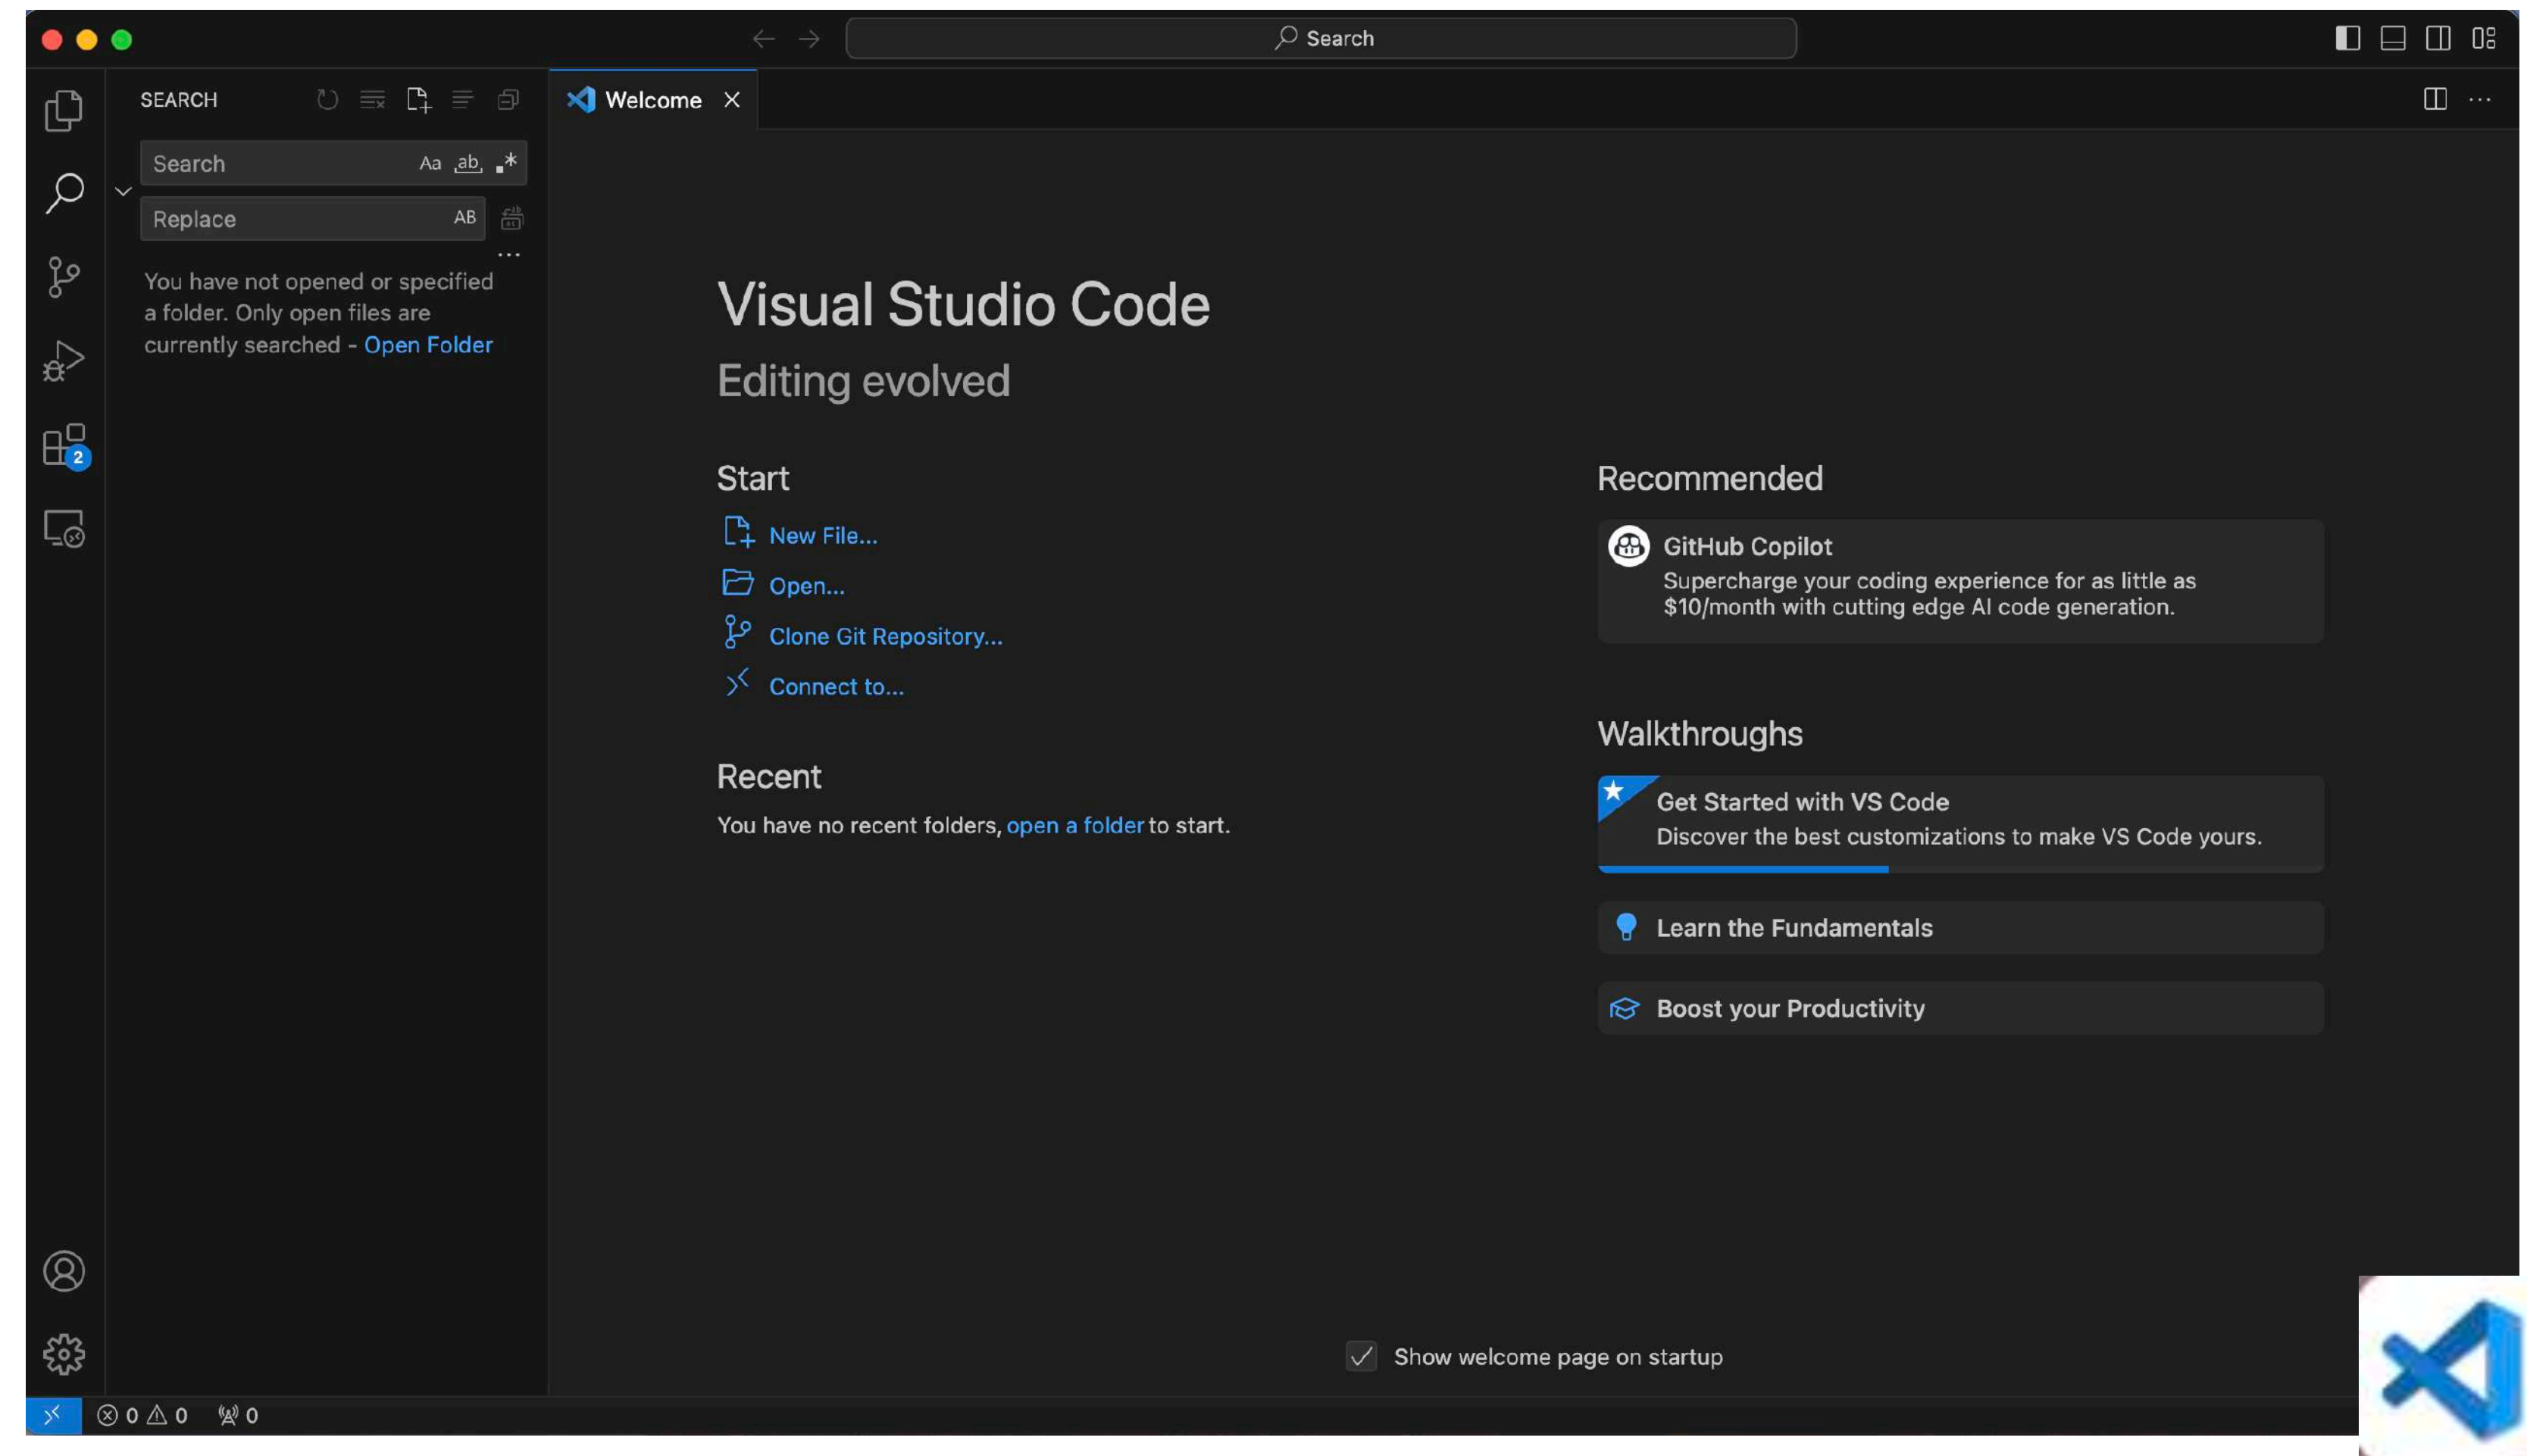 Search
SEARCH
Welcome
Search Aa ab
Replace AB
You have not opened or specified
a folder. Only open files are
currently searched - Open Folder
2
Visual Studio Code
Editing evolved
Start
New File...
Open...
Clone Git Repository...
Connect to...
Recent
You have no recent folders, open a folder to start.
Recommended
GitHub Copilot
Supercharge your coding experience for as little as
$10/month with cutting edge AI code generation.
Walkthroughs
Get Started with VS Code
Discover the best customizations to make VS Code yours.
Learn the Fundamentals
Boost your Productivity
Show welcome page on startup
0 0 0